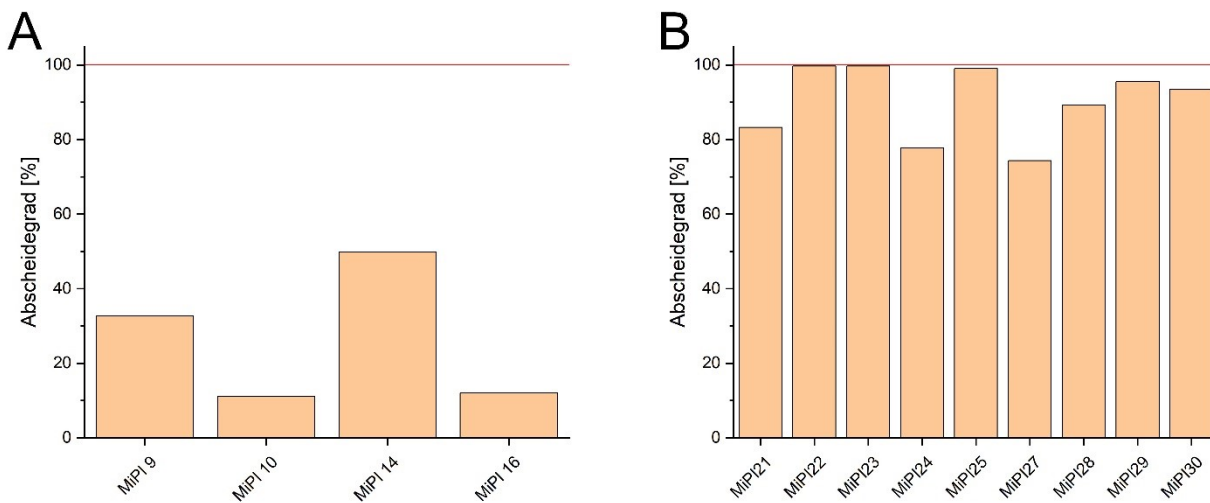 A
Abscheidegrad [%]
100
80
60
40
20
0
MiPl 9
MiPl 10
MiPl 14
MiPl 16
B
Abscheidegrad [%]
100
80
60
40
20
0
MiPl21
MiPl22
MiPl23
MiPl24
MiPl25
MiPl27
MiPl28
MiPl29
MiPl30